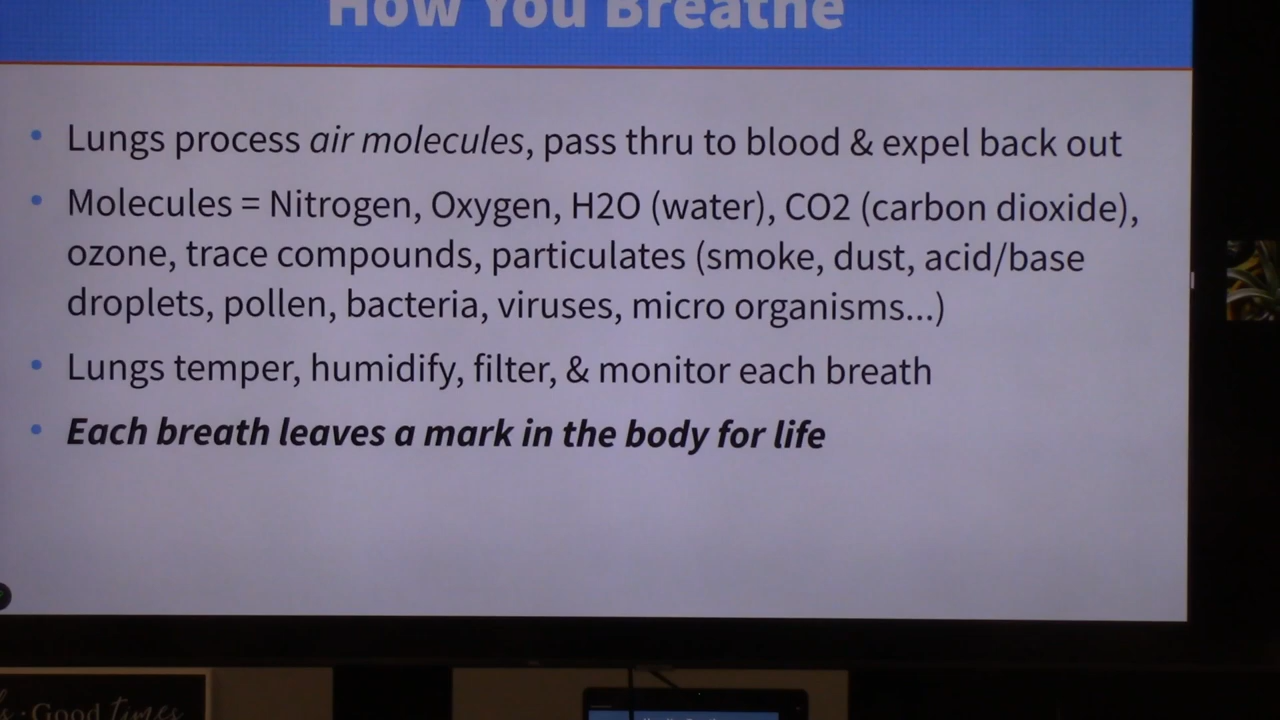 How You Breathe
• Lungs process air molecules, pass thru to blood & expel back out
• Molecules = Nitrogen, Oxygen, H2O (water), CO2 (carbon dioxide),
ozone, trace compounds, particulates (smoke, dust, acid/base
droplets, pollen, bacteria, viruses, micro organisms...)
• Lungs temper, humidify, filter, & monitor each breath
• Each breath leaves a mark in the body for life
Good times